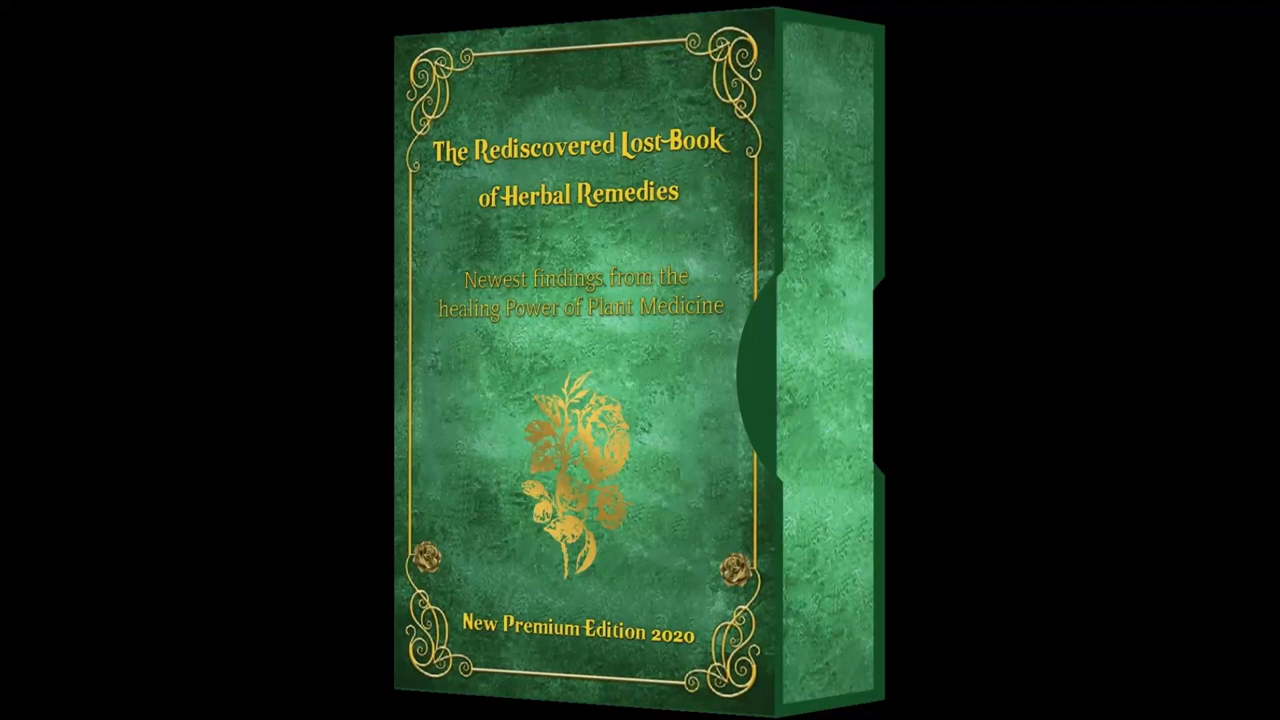 The Rediscovered Lost Book
of Herbal Remedies
Newest findings from the
healing Power of Plant Medicine
New Premium Edition 2020